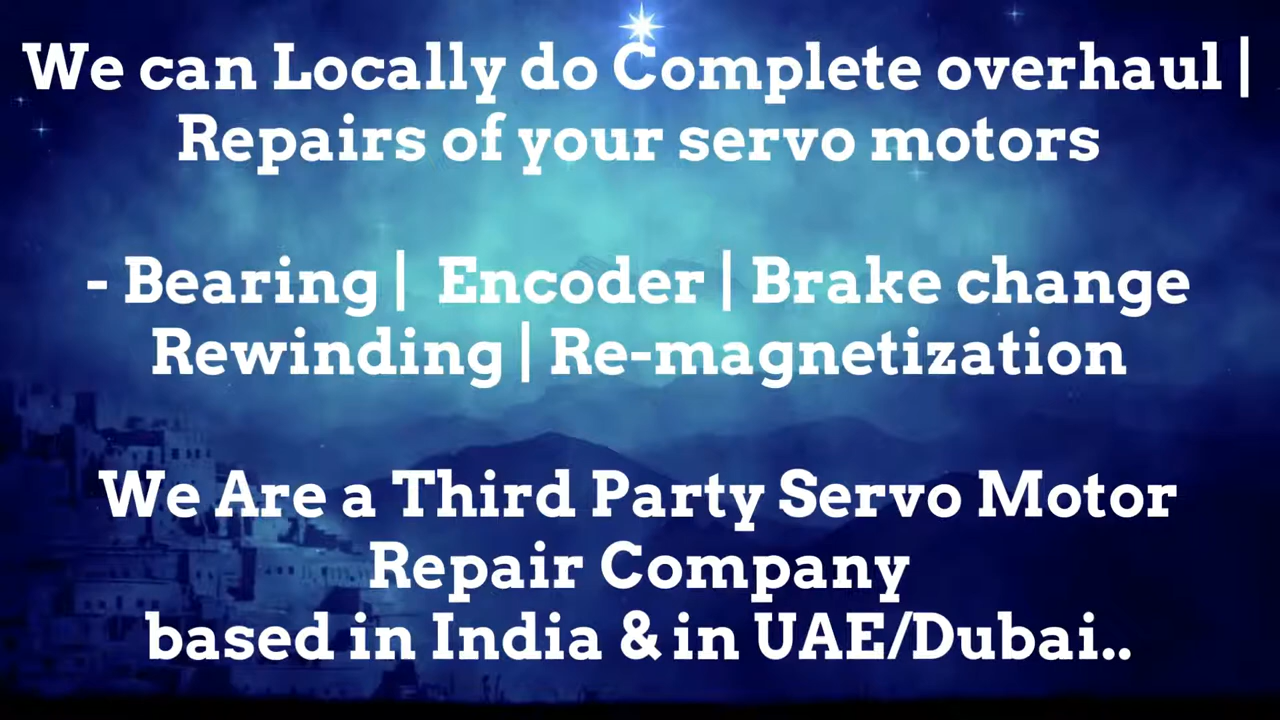 We can Locally do Complete overhaul |
Repairs of your servo motors
- Bearing | Encoder | Brake change
Rewinding | Re-magnetization
We Are a Third Party Servo Motor
Repair Company
based in India & in UAE/Dubai..